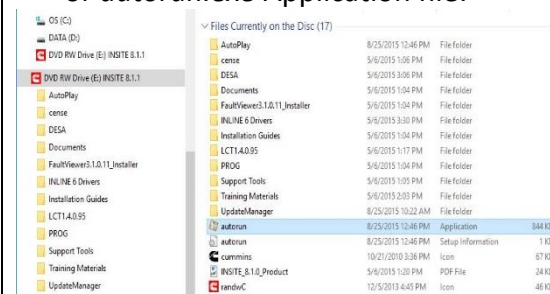 or autorun.exe Application file.
OS (C:)
DATA (D:)
DVD RW Drive (E:) INSITE 8.1.1
DVD RW Drive (E:) INSITE 8.1.1
AutoPlay
cense
DESA
Documents
FaultViewer3.1.0.11_Installer
INLINE 6 Drivers
Installation Guides
LCT1.4.0.95
PROG
Support Tools
Training Materials
UpdateManager
Files Currently on the Disc (17)
AutoPlay 8/25/2015 12:46 PM File folder
cense 5/6/2015 1:06 PM File folder
DESA 5/6/2015 3:06 PM File folder
Documents 5/6/2015 1:04 PM File folder
FaultViewer3.1.0.11_Installer 5/6/2015 1:04 PM File folder
INLINE 6 Drivers 5/6/2015 3:30 PM File folder
Installation Guides 5/6/2015 1:04 PM File folder
LCT1.4.0.95 5/6/2015 1:17 PM File folder
PROG 5/6/2015 1:04 PM File folder
Support Tools 5/6/2015 1:05 PM File folder
Training Materials 5/6/2015 2:03 PM File folder
UpdateManager 8/25/2015 10:22 AM File folder
autorun 8/25/2015 12:46 PM Application 844 KB
autorun 8/25/2015 12:46 PM Setup Information 1 KB
cummins 10/21/2010 3:36 PM Icon 67 KB
INSITE_8.1.0_Product 5/6/2015 1:20 PM PDF File 24 KB
randwC 12/5/2013 4:45 PM Icon 46 KB